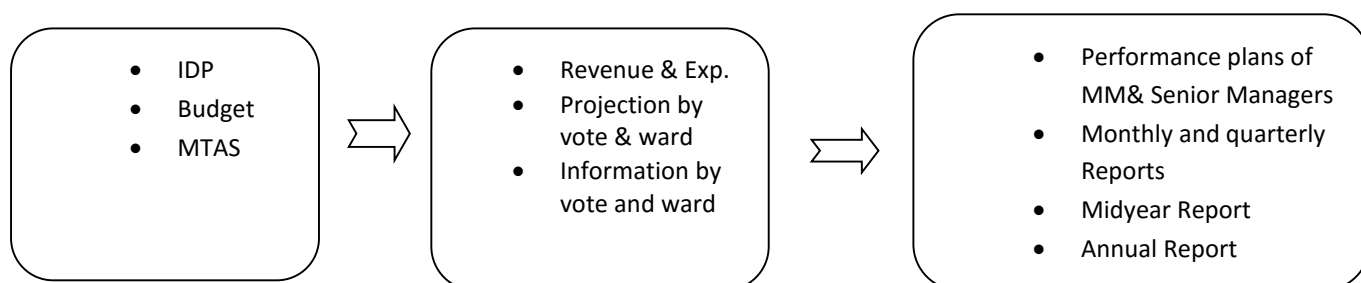 • IDP
• Budget
• MTAS
• Revenue & Exp.
• Projection by
vote & ward
• Information by
vote and ward
• Performance plans of
MM& Senior Managers
• Monthly and quarterly
Reports
• Midyear Report
• Annual Report